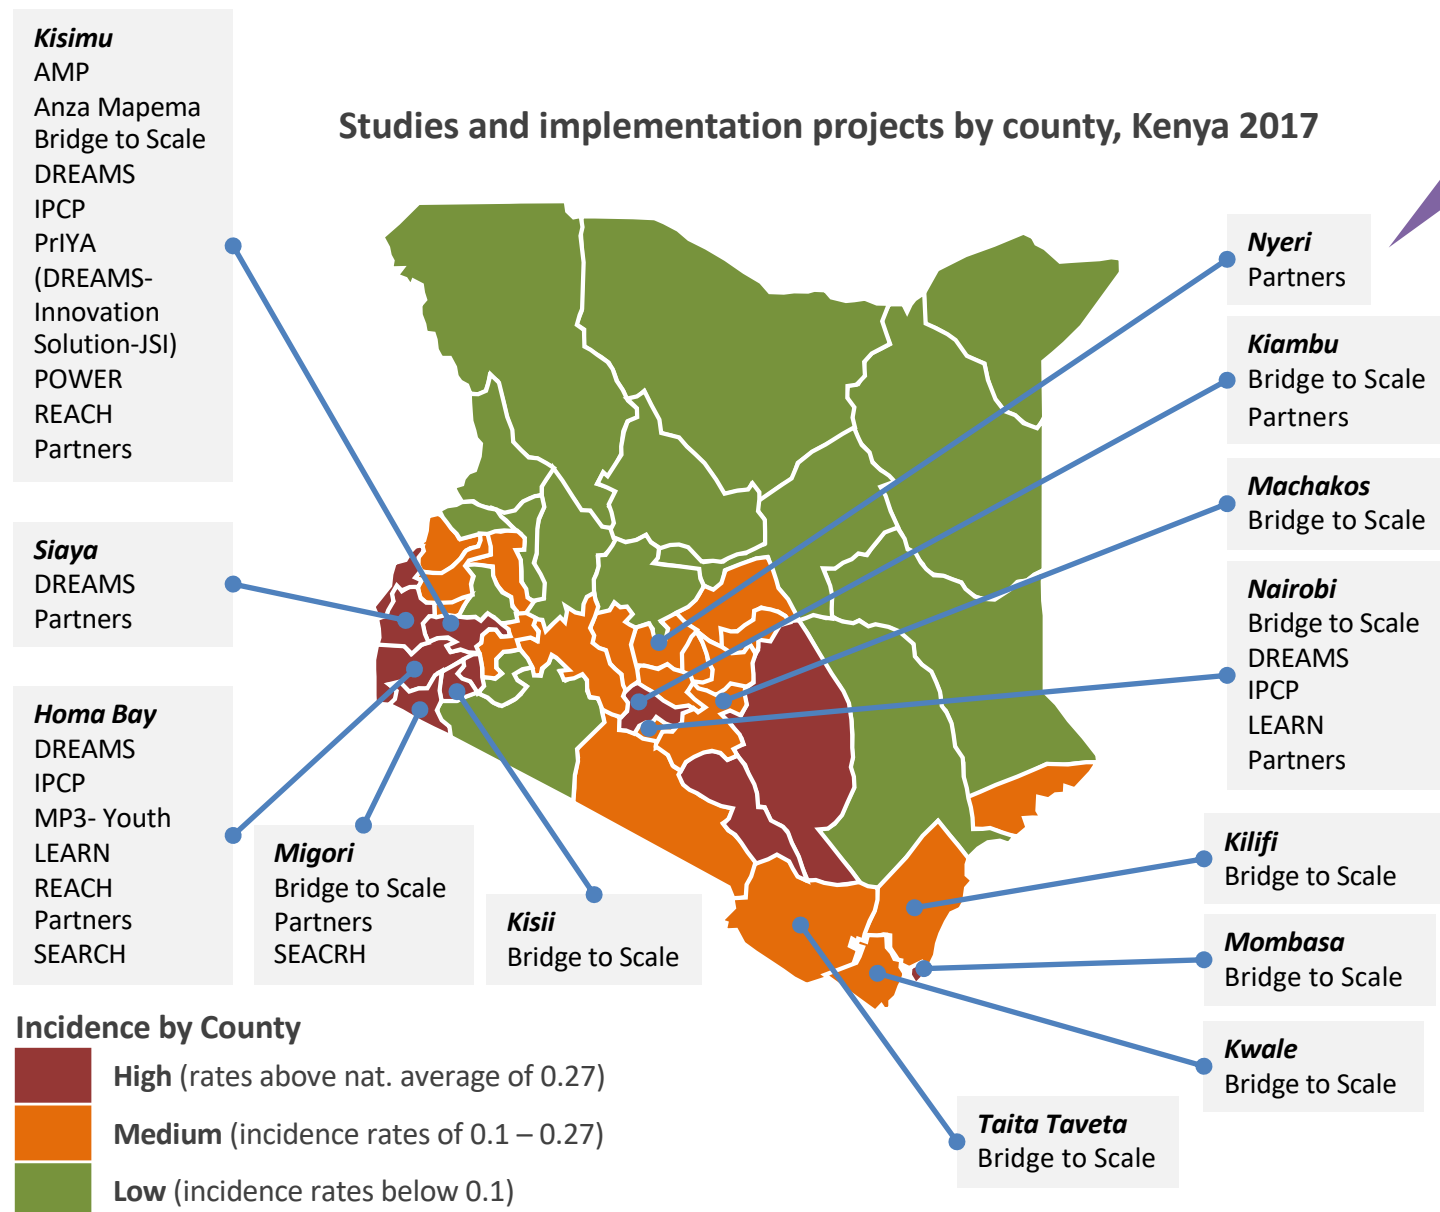 Studies and implementation projects by county, Kenya 2017
Kisimu
AMP
Anza Mapema
Bridge to Scale
DREAMS
IPCP
PrIYA
(DREAMS-
Innovation
Solution-JSI)
POWER
REACH
Partners
Siaya
DREAMS
Partners
Homa Bay
DREAMS
IPCP
MP3- Youth
LEARN
REACH
Partners
SEARCH
Migori
Bridge to Scale
Partners
SEACRH
Kisii
Bridge to Scale
Nyeri
Partners
Kiambu
Bridge to Scale
Partners
Machakos
Bridge to Scale
Nairobi
Bridge to Scale
DREAMS
IPCP
LEARN
Partners
Kilifi
Bridge to Scale
Mombasa
Bridge to Scale
Kwale
Bridge to Scale
Taita Taveta
Bridge to Scale
Incidence by County
High (rates above nat. average of 0.27)
Medium (incidence rates of 0.1 – 0.27)
Low (incidence rates below 0.1)